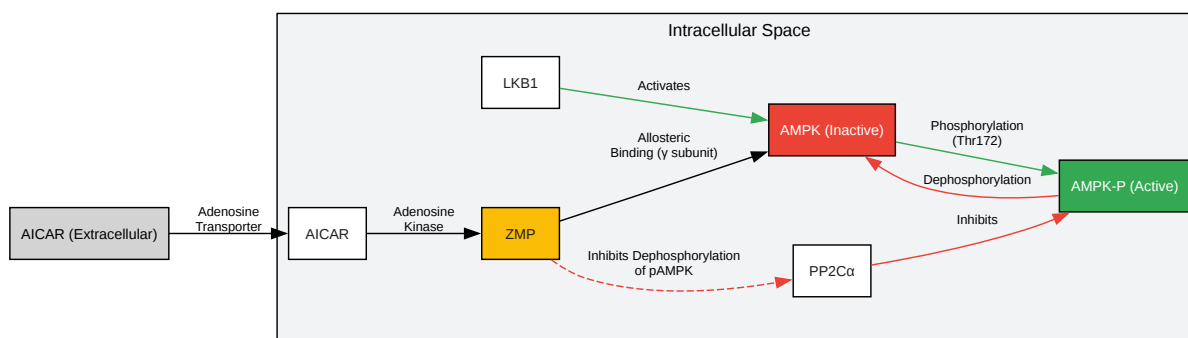 Intracellular Space
LKB1
Activates
AMPK (Inactive)
Phosphorylation
(Thr172)
Allosteric
Binding (γ subunit)
Dephosphorylation
AMPK-P (Active)
AICAR (Extracellular)
Adenosine
Transporter
AICAR
Adenosine
Kinase
ZMP
Inhibits
Inhibits Dephosphorylation
of pAMPK
PP2Cα